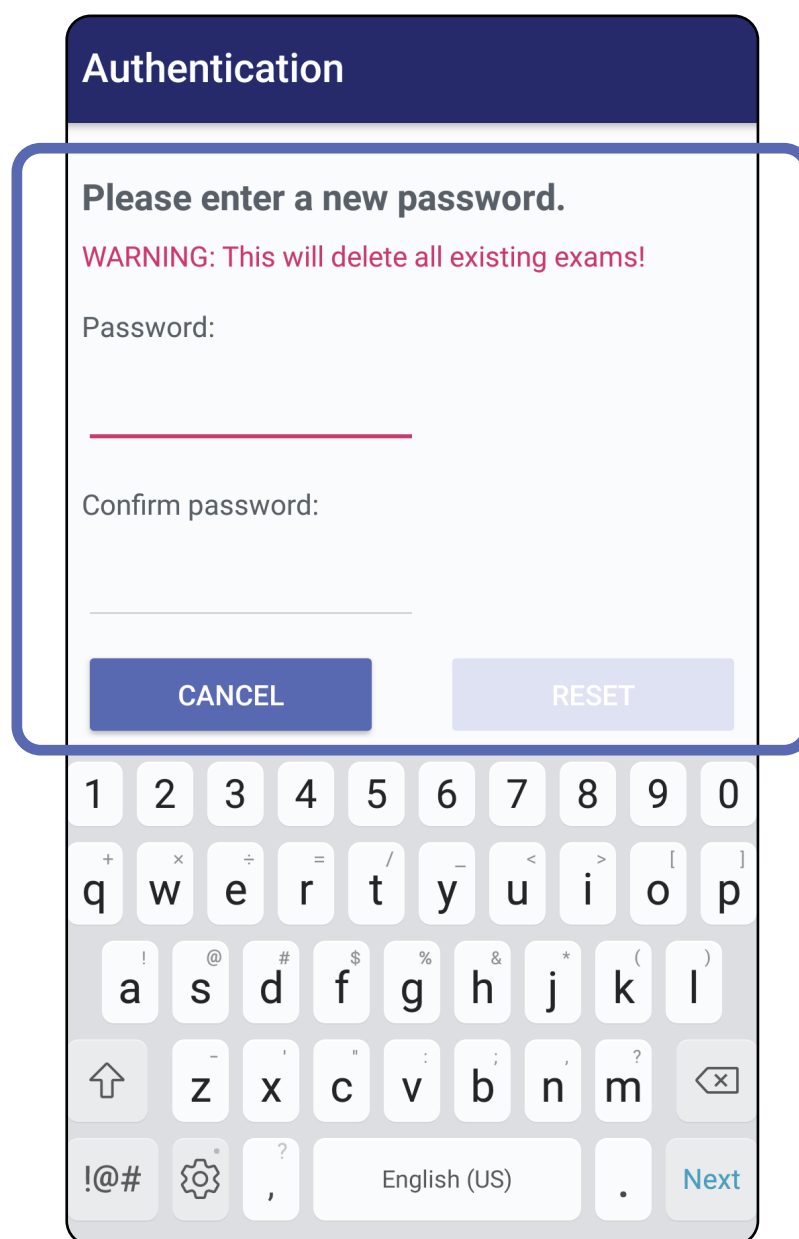 Authentication
Please enter a new password.
WARNING: This will delete all existing exams!
Password:
Confirm password:
CANCEL RESET
1 2 3 4 5 6 7 8 9 0
+ × ÷ = / _ < > [ ]
q w e r t y u i o p
! @ # $ % & * ( )
a s d f g h j k l
- ' " : ; , ?
z x c v b n m
?
!@# , English (US) . Next